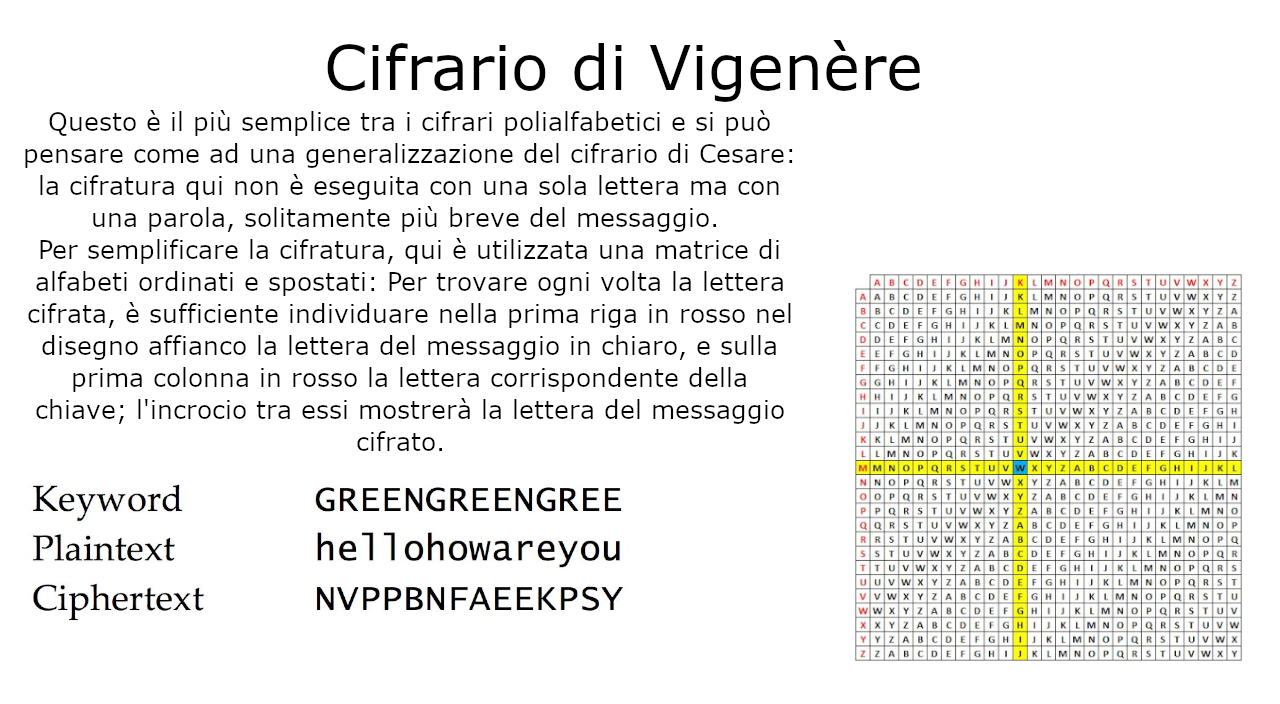 Cifrario di Vigenère
Questo è il più semplice tra i cifrari polialfabetici e si può
pensare come ad una generalizzazione del cifrario di Cesare:
la cifratura qui non è eseguita con una sola lettera ma con
una parola, solitamente più breve del messaggio.
Per semplificare la cifratura, qui è utilizzata una matrice di
alfabeti ordinati e spostati: Per trovare ogni volta la lettera
cifrata, è sufficiente individuare nella prima riga in rosso nel
disegno affianco la lettera del messaggio in chiaro, e sulla
prima colonna in rosso la lettera corrispondente della
chiave; l'incrocio tra essi mostrerà la lettera del messaggio
cifrato.
Keyword GREENGREENGREE
Plaintext hellohowareyou
Ciphertext NVPPBNFAEEKPSY
A B C D E F G H I J K L M N O P Q R S T U V W X Y Z
A A B C D E F G H I J K L M N O P Q R S T U V W X Y Z
B B C D E F G H I J K L M N O P Q R S T U V W X Y Z A
C C D E F G H I J K L M N O P Q R S T U V W X Y Z A B
D D E F G H I J K L M N O P Q R S T U V W X Y Z A B C
E E F G H I J K L M N O P Q R S T U V W X Y Z A B C D
F F G H I J K L M N O P Q R S T U V W X Y Z A B C D E
G G H I J K L M N O P Q R S T U V W X Y Z A B C D E F
H H I J K L M N O P Q R S T U V W X Y Z A B C D E F G
I I J K L M N O P Q R S T U V W X Y Z A B C D E F G H
J J K L M N O P Q R S T U V W X Y Z A B C D E F G H I
K K L M N O P Q R S T U V W X Y Z A B C D E F G H I J
L L M N O P Q R S T U V W X Y Z A B C D E F G H I J K
M M N O P Q R S T U V W X Y Z A B C D E F G H I J K L
N N O P Q R S T U V W X Y Z A B C D E F G H I J K L M
O O P Q R S T U V W X Y Z A B C D E F G H I J K L M N
P P Q R S T U V W X Y Z A B C D E F G H I J K L M N O
Q Q R S T U V W X Y Z A B C D E F G H I J K L M N O P
R R S T U V W X Y Z A B C D E F G H I J K L M N O P Q
S S T U V W X Y Z A B C D E F G H I J K L M N O P Q R
T T U V W X Y Z A B C D E F G H I J K L M N O P Q R S
U U V W X Y Z A B C D E F G H I J K L M N O P Q R S T
V V W X Y Z A B C D E F G H I J K L M N O P Q R S T U
W W X Y Z A B C D E F G H I J K L M N O P Q R S T U V
X X Y Z A B C D E F G H I J K L M N O P Q R S T U V W
Y Y Z A B C D E F G H I J K L M N O P Q R S T U V W X
Z Z A B C D E F G H I J K L M N O P Q R S T U V W X Y